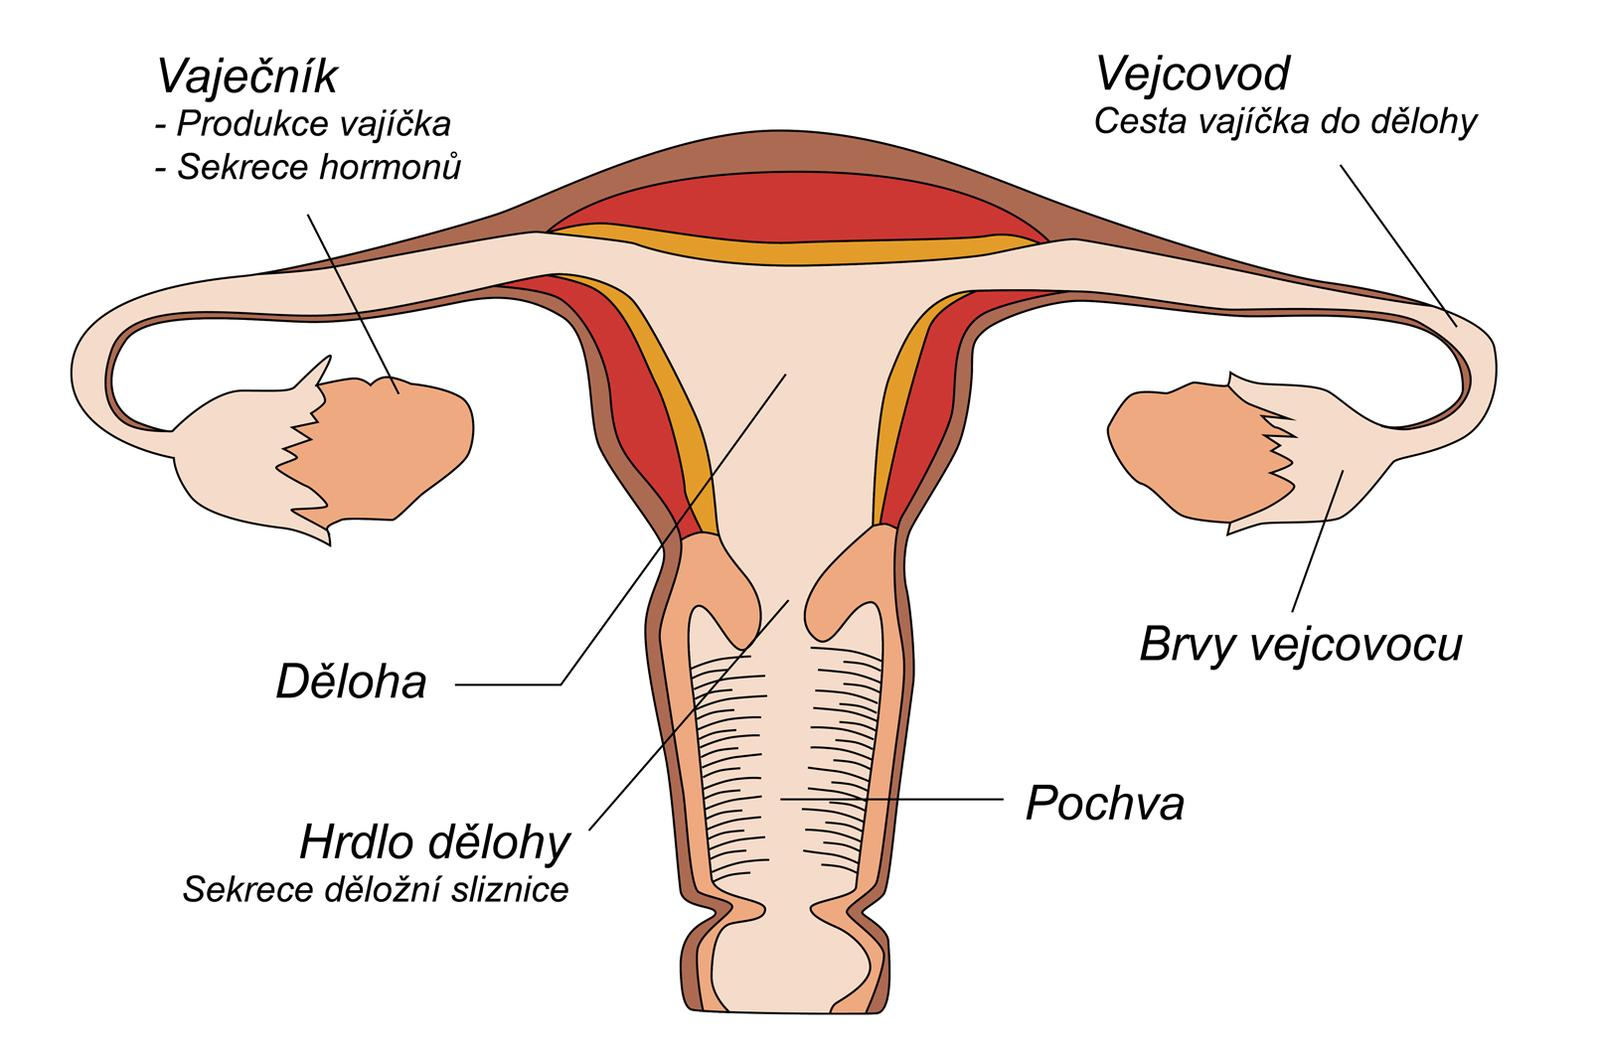 Vaječník
- Produkce vajíčka
- Sekrece hormonů
Vejcovod
Cesta vajíčka do dělohy
Děloha
Brvy vejcovocu
Hrdlo dělohy
Sekrece děložní sliznice
Pochva